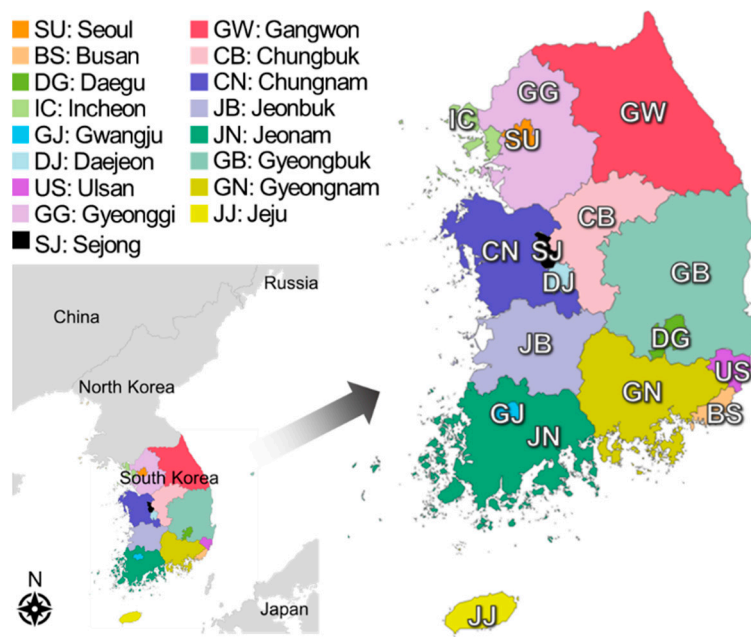 SU: Seoul
BS: Busan
DG: Daegu
IC: Incheon
GJ: Gwangju
DJ: Daejeon
US: Ulsan
GG: Gyeonggi
SJ: Sejong
GW: Gangwon
CB: Chungbuk
CN: Chungnam
JB: Jeonbuk
JN: Jeonam
GB: Gyeongbuk
GN: Gyeongnam
JJ: Jeju
Russia
China
North Korea
South Korea
Japan
N
GG
IC
SU
GW
CB
CN
SJ
DJ
GB
JB
DG
US
GN
BS
GJ
JN
JJ